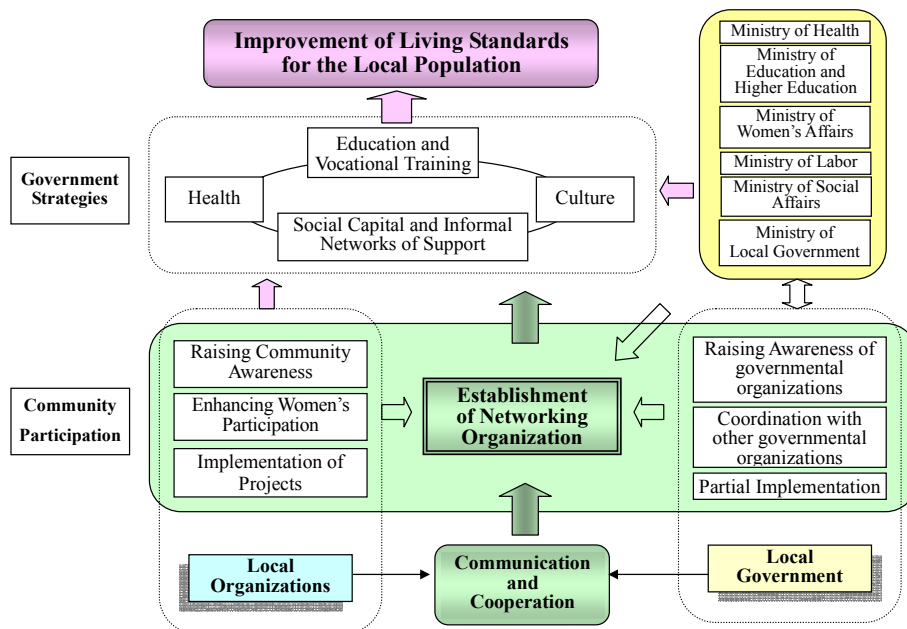 Improvement of Living Standards
for the Local Population
Ministry of Health
Ministry of
Education and
Higher Education
Ministry of
Women's Affairs
Ministry of Labor
Ministry of Social
Affairs
Ministry of
Local Government
Government
Strategies
Education and
Vocational Training
Health
Culture
Social Capital and Informal
Networks of Support
Community
Participation
Raising Community
Awareness
Enhancing Women's
Participation
Implementation of
Projects
Establishment
of Networking
Organization
Raising Awareness of
governmental
organizations
Coordination with
other governmental
organizations
Partial Implementation
Local
Organizations
Communication
and
Cooperation
Local
Government